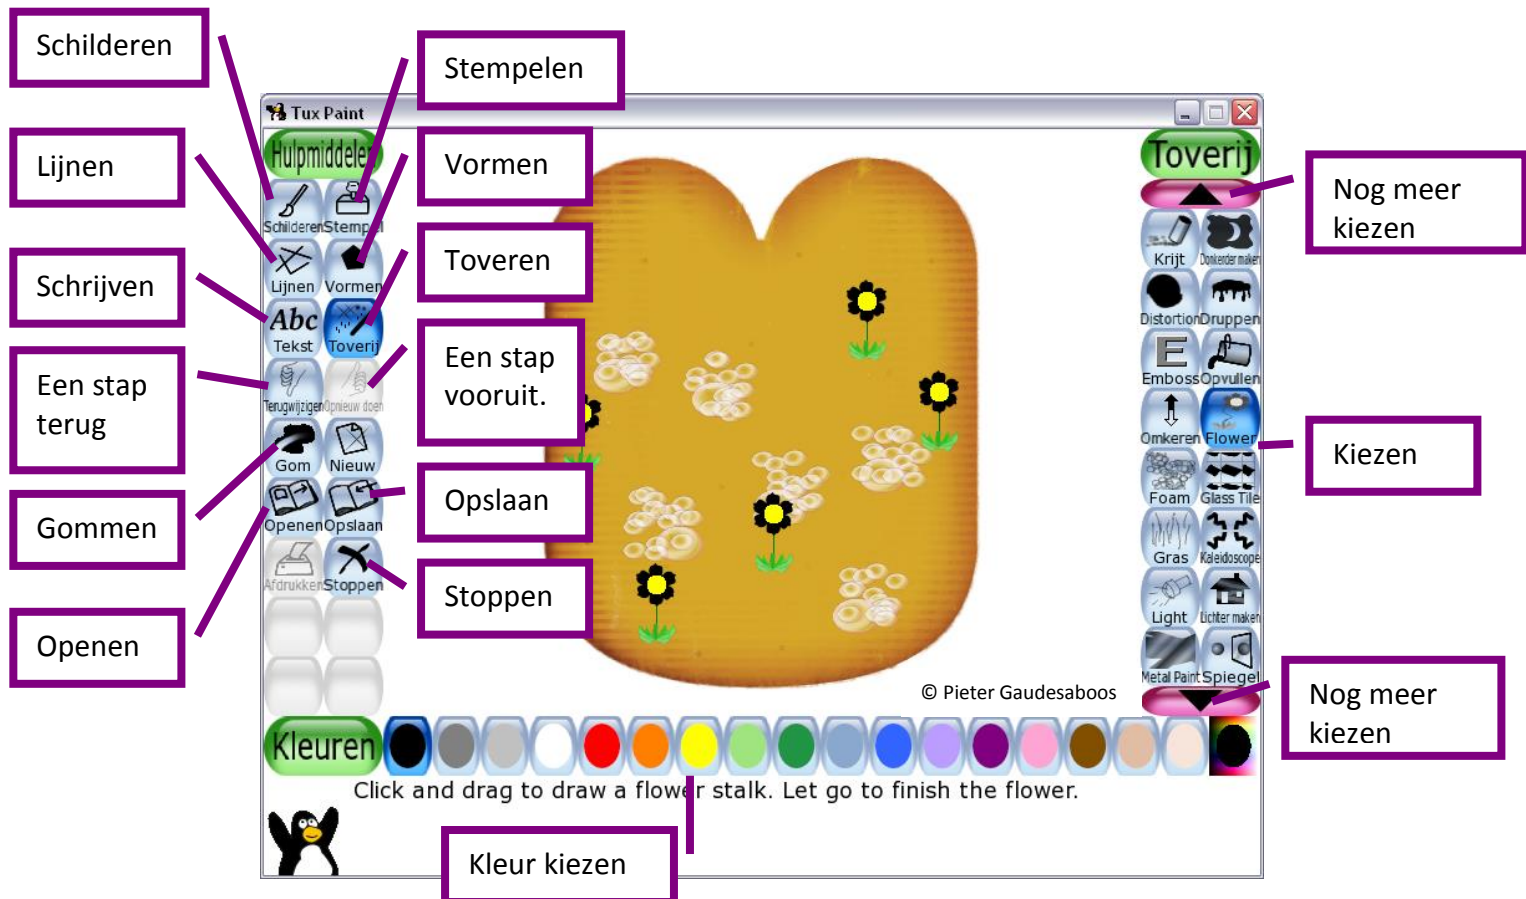 Schilderen
Stempelen
Lijnen
Vormen
Schrijven
Toveren
Een stap
terug
Een stap
vooruit.
Gommen
Opslaan
Openen
Stoppen
Nog meer
kiezen
Kiezen
Nog meer
kiezen
Kleur kiezen
Tux Paint
Hulpmiddelen
Schilderen Stempel
Lijnen Vormen
Abc
Tekst Toverij
Terugwijzigen Opnieuw doen
Gom Nieuw
Openen Opslaan
Afdrukken Stoppen
Toverij
Krijt Donkerder maken
Distortion Druppen
E
Emboss Opvullen
Omkeren Flower
Foam Glass Tile
Gras Kaleidoscope
Light Lichter maken
Metal Paint Spiegel
© Pieter Gaudesaboos
Kleuren
Click and drag to draw a flower stalk. Let go to finish the flower.